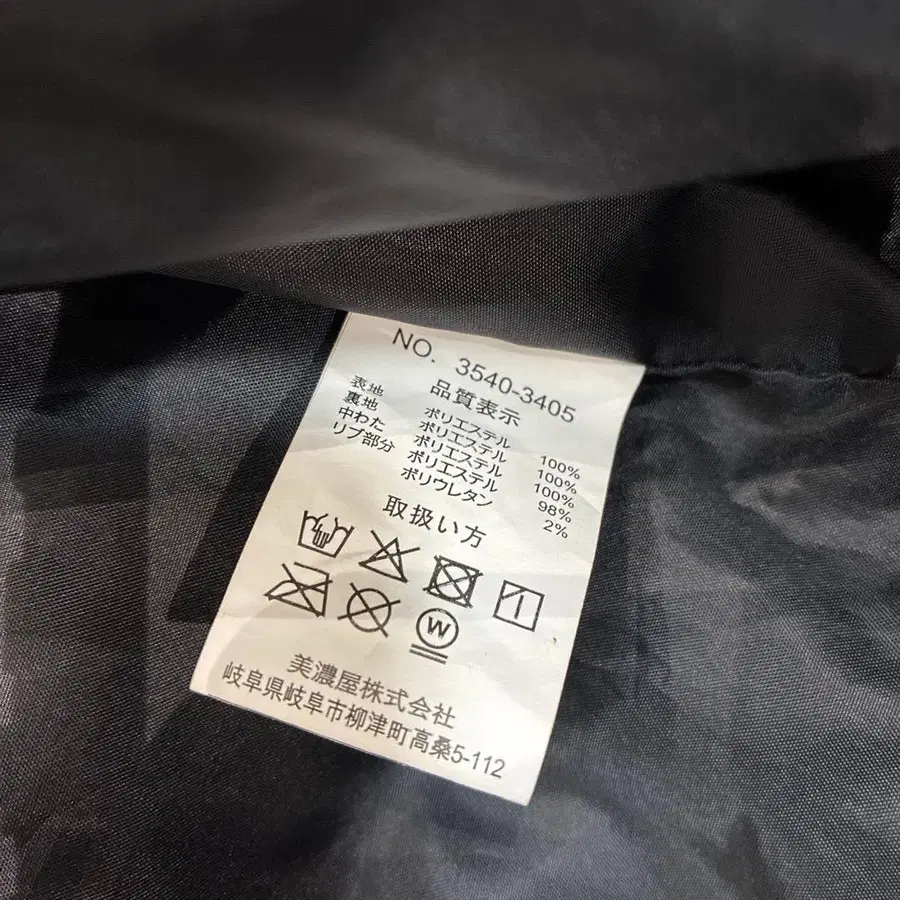 NO. 3540-3405
品質表示
表地 ポリエステル 100%
裏地 ポリエステル 100%
中わた ポリエステル 100%
リブ部分 ポリエステル 98%
ポリウレタン 2%
取扱い方
W
美濃屋株式会社
岐阜県岐阜市柳津町高桑5-112